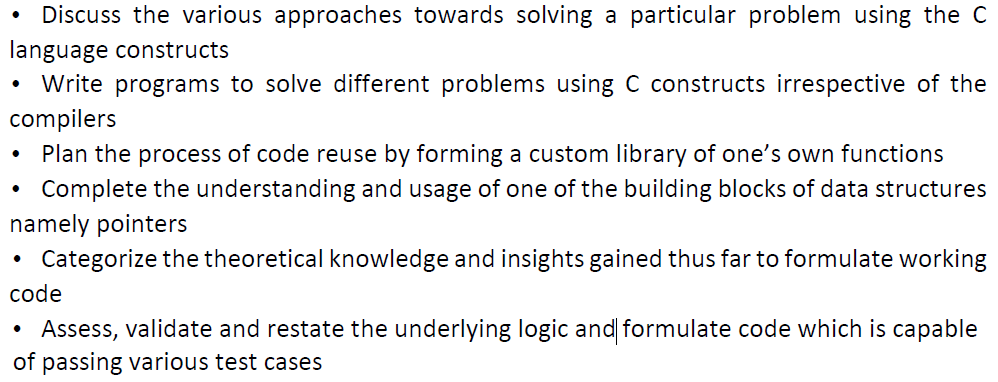 • Discuss the various approaches towards solving a particular problem using the C
language constructs
• Write programs to solve different problems using C constructs irrespective of the
compilers
• Plan the process of code reuse by forming a custom library of one’s own functions
• Complete the understanding and usage of one of the building blocks of data structures
namely pointers
• Categorize the theoretical knowledge and insights gained thus far to formulate working
code
• Assess, validate and restate the underlying logic and formulate code which is capable
of passing various test cases